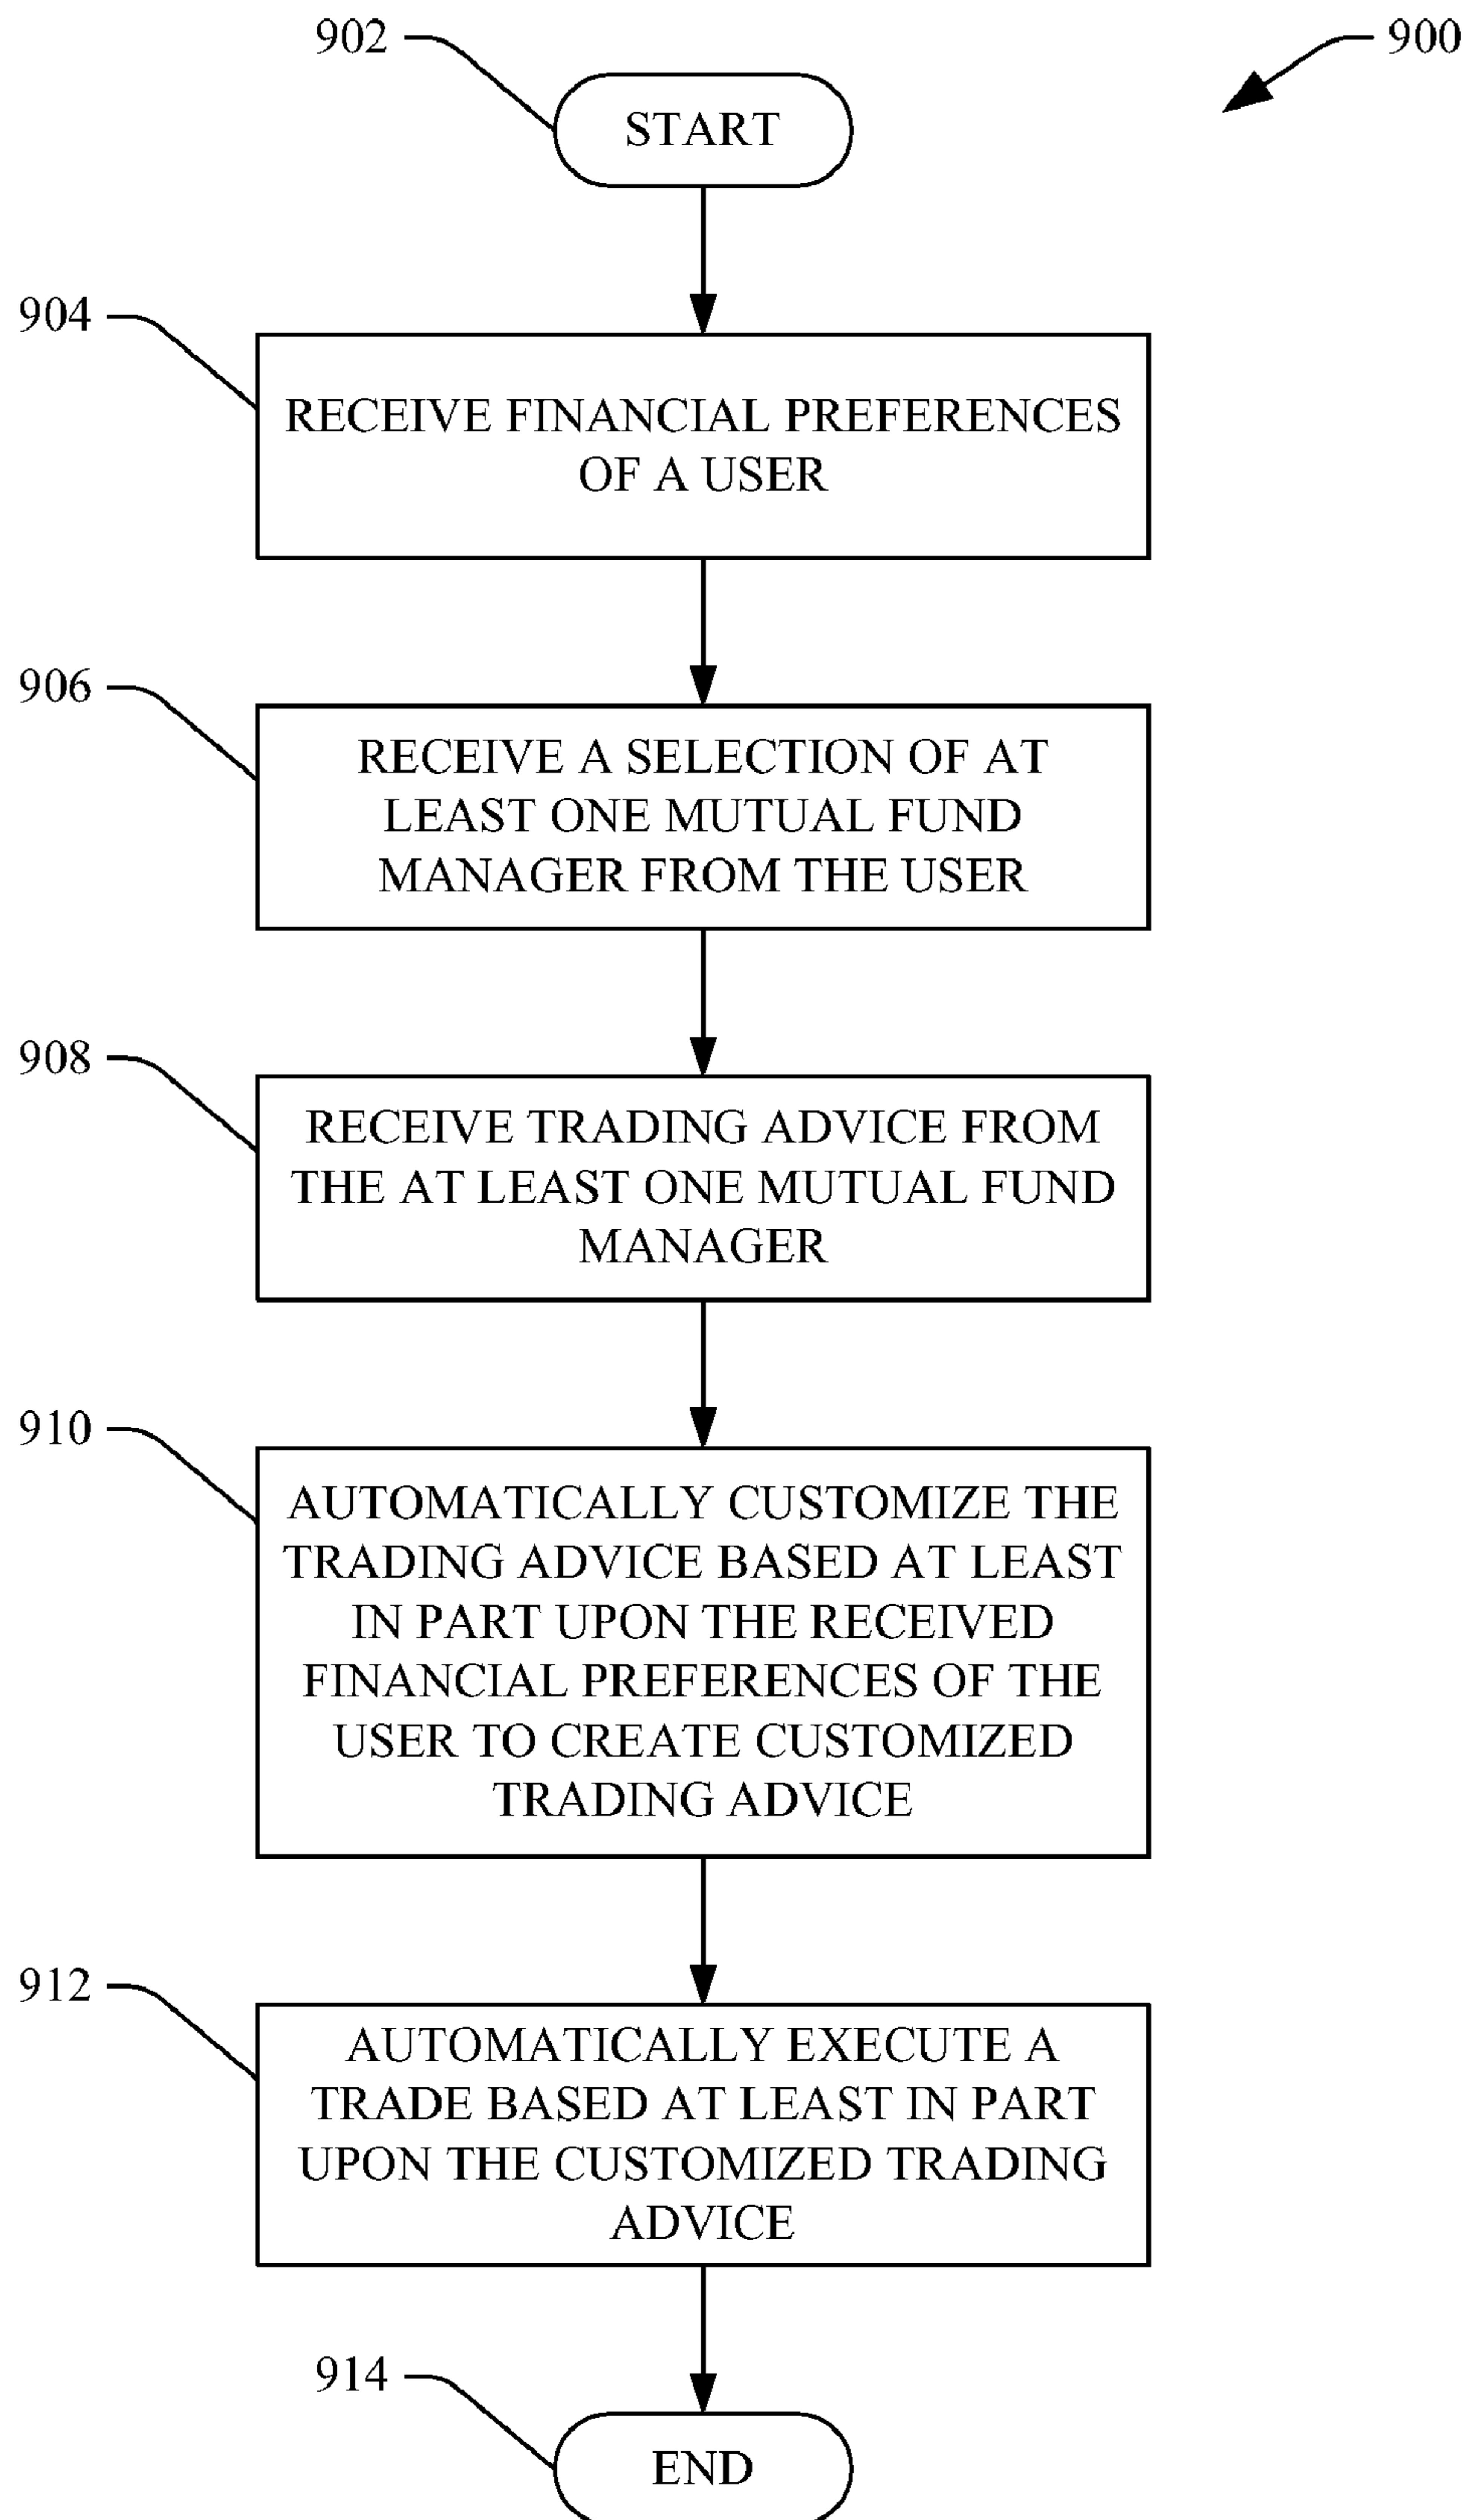 902
900
START
904
RECEIVE FINANCIAL PREFERENCES
OF A USER
906
RECEIVE A SELECTION OF AT
LEAST ONE MUTUAL FUND
MANAGER FROM THE USER
908
RECEIVE TRADING ADVICE FROM
THE AT LEAST ONE MUTUAL FUND
MANAGER
910
AUTOMATICALLY CUSTOMIZE THE
TRADING ADVICE BASED AT LEAST
IN PART UPON THE RECEIVED
FINANCIAL PREFERENCES OF THE
USER TO CREATE CUSTOMIZED
TRADING ADVICE
912
AUTOMATICALLY EXECUTE A
TRADE BASED AT LEAST IN PART
UPON THE CUSTOMIZED TRADING
ADVICE
914
END